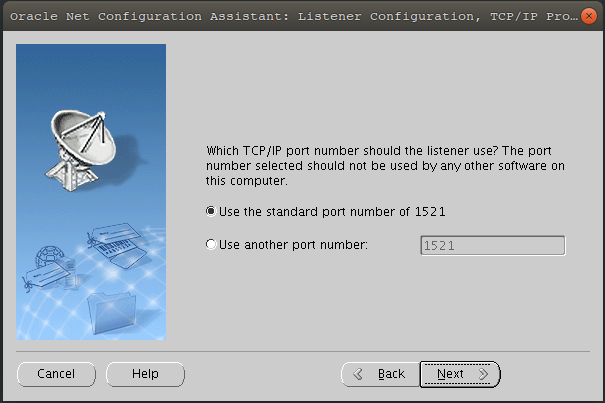 Oracle Net Configuration Assistant: Listener Configuration, TCP/IP Pro...
Which TCP/IP port number should the listener use? The port
number selected should not be used by any other software on
this computer.
Use the standard port number of 1521
Use another port number:
1521
Cancel
Help
Back
Next